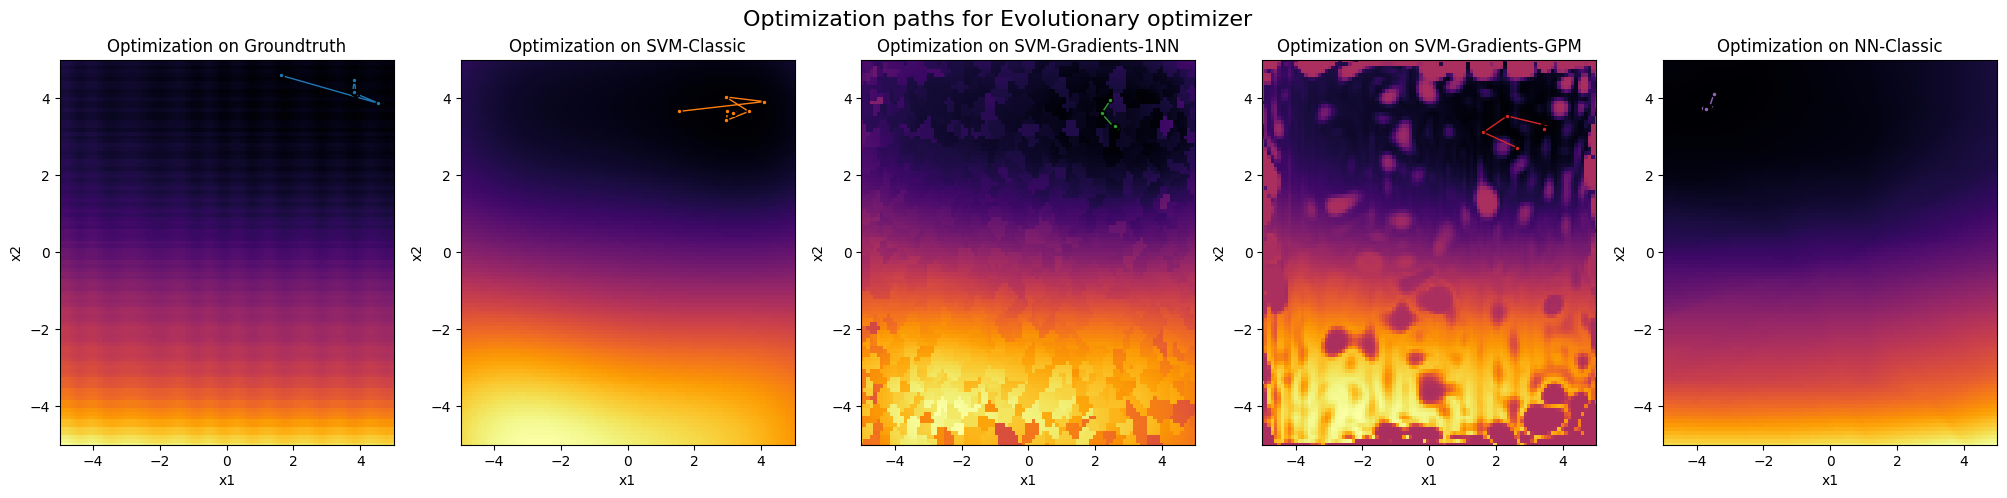 Optimization paths for Evolutionary optimizer
Optimization on Groundtruth
Optimization on SVM-Classic
Optimization on SVM-Gradients-1NN
Optimization on SVM-Gradients-GPM
Optimization on NN-Classic
x2
4
2
0
−2
−4
−4 −2 0 2 4
x1
x2
4
2
0
−2
−4
−4 −2 0 2 4
x1
x2
4
2
0
−2
−4
−4 −2 0 2 4
x1
x2
4
2
0
−2
−4
−4 −2 0 2 4
x1
x2
4
2
0
−2
−4
−4 −2 0 2 4
x1